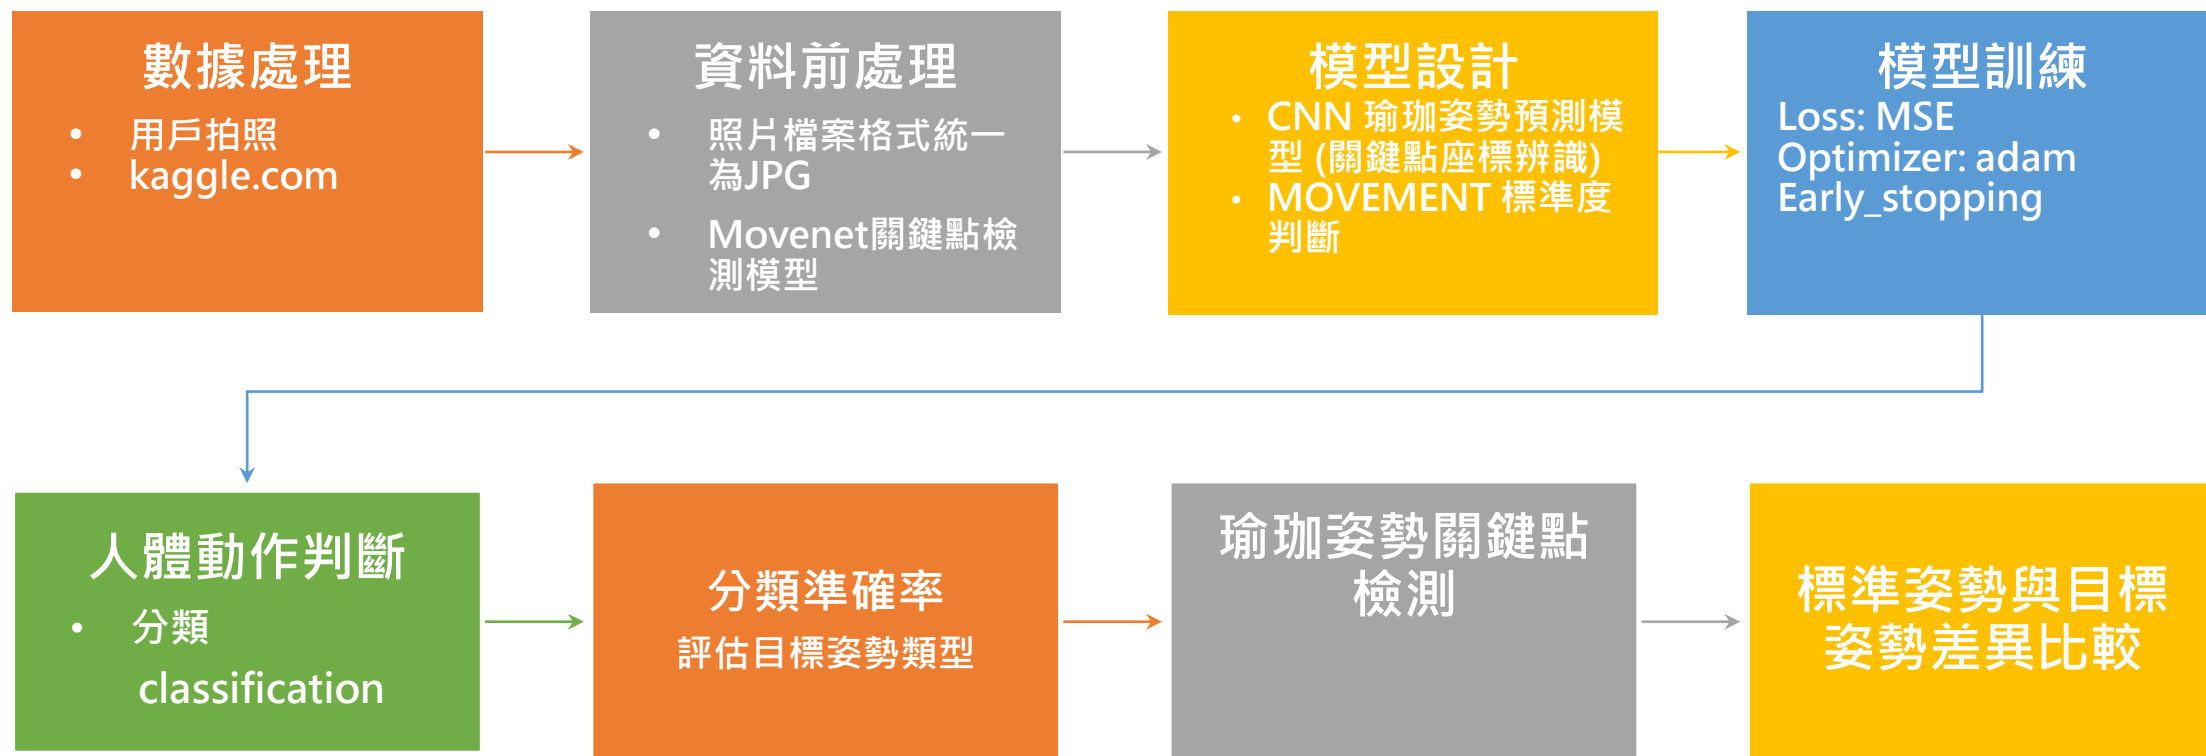 數據處理
• 用戶拍照
• kaggle.com
資料前處理
• 照片檔案格式統一
為JPG
• Movenet關鍵點檢
測模型
模型設計
• CNN 瑜珈姿勢預測模
型 (關鍵點座標辨識)
• MOVEMENT 標準度
判斷
模型訓練
Loss: MSE
Optimizer: adam
Early_stopping
人體動作判斷
• 分類
classification
分類準確率
評估目標姿勢類型
瑜珈姿勢關鍵點
檢測
標準姿勢與目標
姿勢差異比較